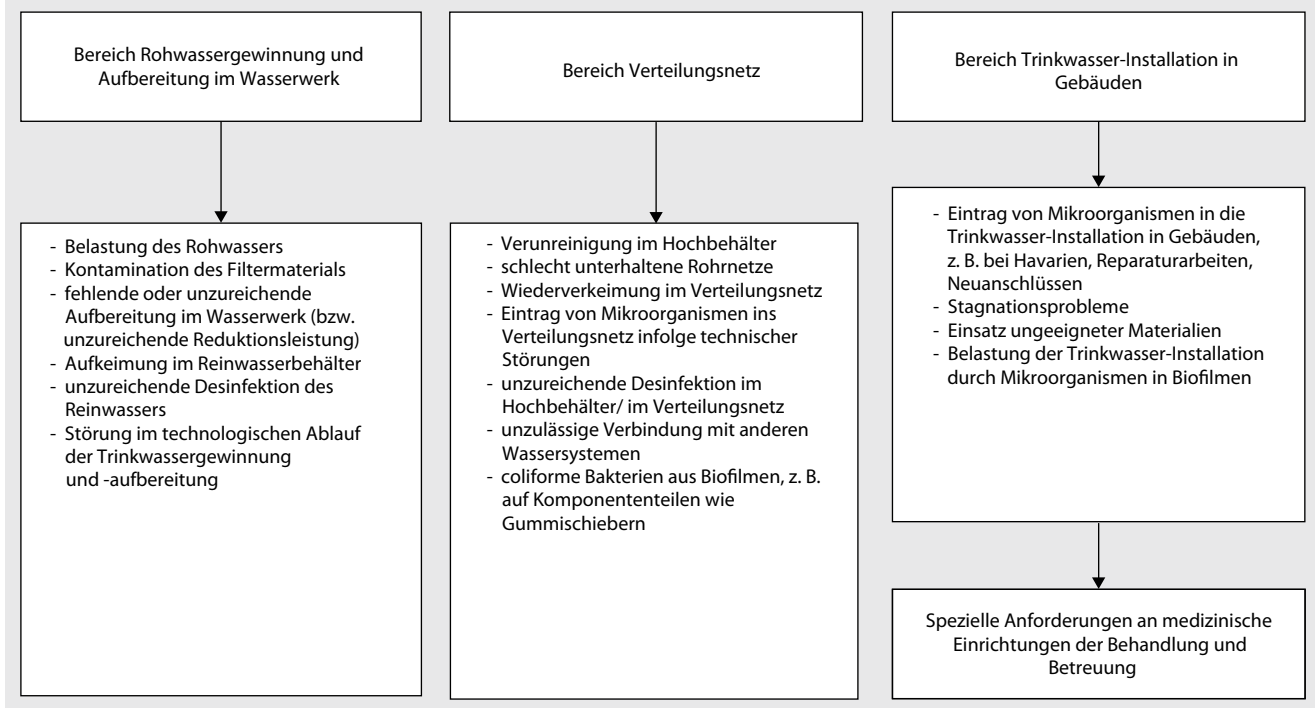 Bereich Rohwassergewinnung und
Aufbereitung im Wasserwerk
- Belastung des Rohwassers
- Kontamination des Filtermaterials
- fehlende oder unzureichende
Aufbereitung im Wasserwerk (bzw.
unzureichende Reduktionsleistung)
- Aufkeimung im Reinwasserbehälter
- unzureichende Desinfektion des
Reinwassers
- Störung im technologischen Ablauf
der Trinkwassergewinnung
und -aufbereitung
Bereich Verteilungsnetz
- Verunreinigung im Hochbehälter
- schlecht unterhaltene Rohrnetze
- Wiederverkeimung im Verteilungsnetz
- Eintrag von Mikroorganismen ins
Verteilungsnetz infolge technischer
Störungen
- unzureichende Desinfektion im
Hochbehälter/ im Verteilungsnetz
- unzulässige Verbindung mit anderen
Wassersystemen
- coliforme Bakterien aus Biofilmen, z. B.
auf Komponententeilen wie
Gummischiebern
Bereich Trinkwasser-Installation in
Gebäuden
- Eintrag von Mikroorganismen in die
Trinkwasser-Installation in Gebäuden,
z. B. bei Havarien, Reparaturarbeiten,
Neuanschlüssen
- Stagnationsprobleme
- Einsatz ungeeigneter Materialien
- Belastung der Trinkwasser-Installation
durch Mikroorganismen in Biofilmen
Spezielle Anforderungen an medizinische
Einrichtungen der Behandlung und
Betreuung